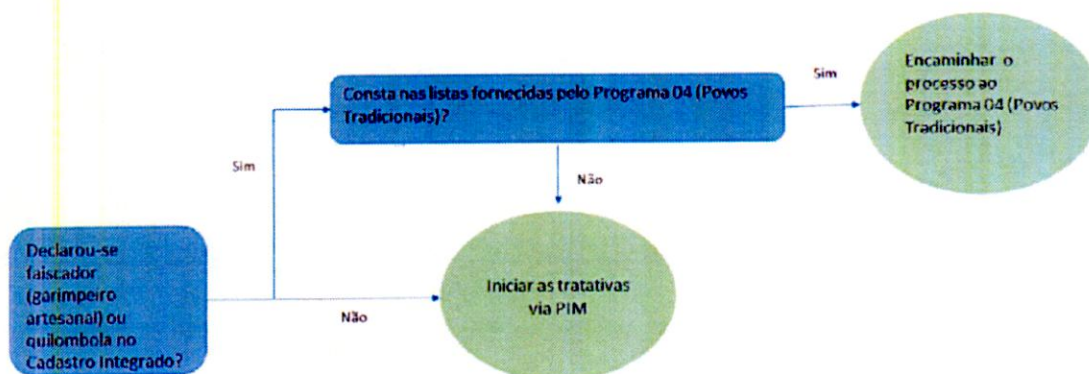 Declarou-se
faiscador
(garimpeiro
artesanal) ou
quilombola no
Cadastro Integrado?
Sim
Não
Consta nas listas fornecidas pelo Programa 04 (Povos
Tradicionais)?
Sim
Não
Encaminhar o
processo ao
Programa 04 (Povos
Tradicionais)
Iniciar as tratativas
via PIM